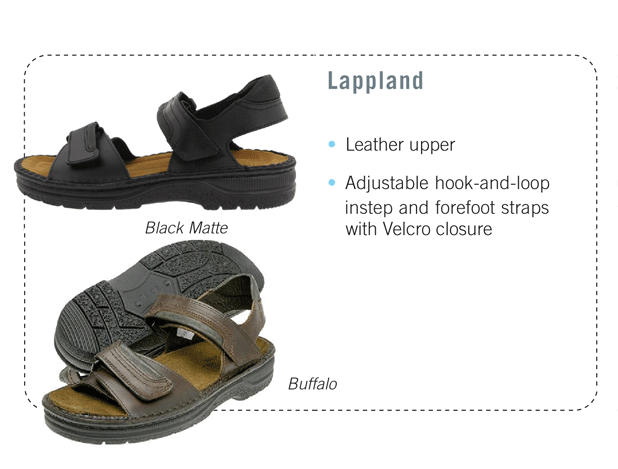 Lappland
• Leather upper
• Adjustable hook-and-loop
instep and forefoot straps
with Velcro closure
Black Matte
Buffalo